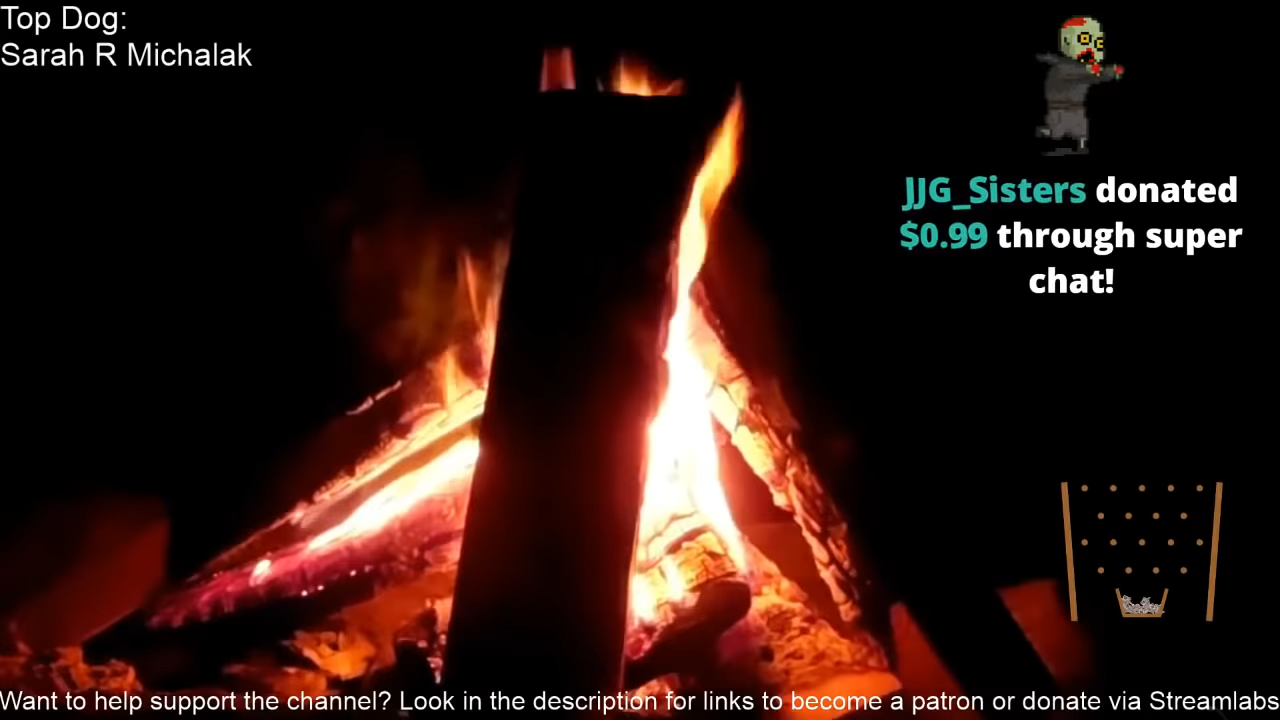 Top Dog:
Sarah R Michalak
JJG_Sisters donated
$0.99 through super
chat!
Want to help support the channel? Look in the description for links to become a patron or donate via Streamlabs